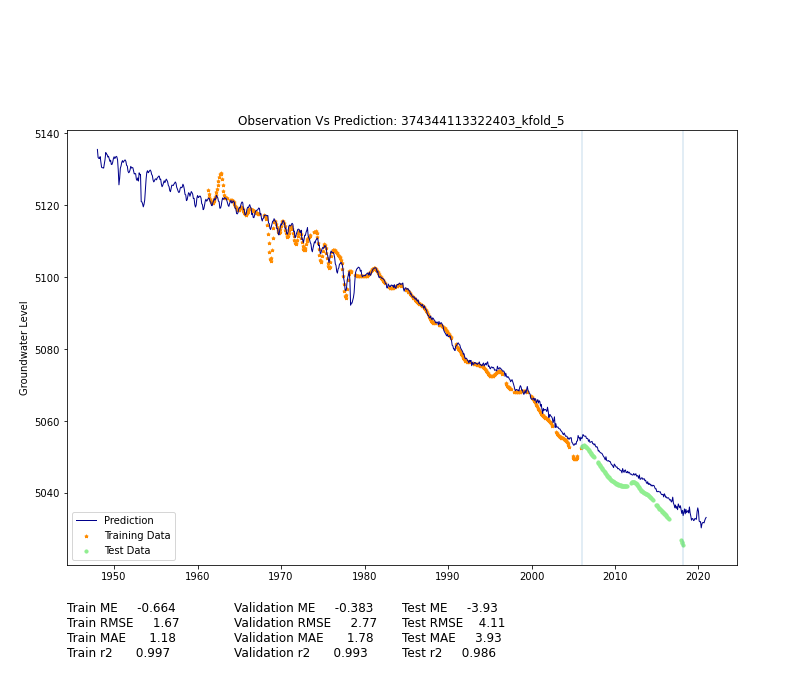 Observation Vs Prediction: 374344113322403_kfold_5
5140
5120
5100
5080
5060
5040
Groundwater Level
Prediction
Training Data
Test Data
1950 1960 1970 1980 1990 2000 2010 2020
Train ME -0.664 Validation ME -0.383 Test ME -3.93
Train RMSE 1.67 Validation RMSE 2.77 Test RMSE 4.11
Train MAE 1.18 Validation MAE 1.78 Test MAE 3.93
Train r2 0.997 Validation r2 0.993 Test r2 0.986